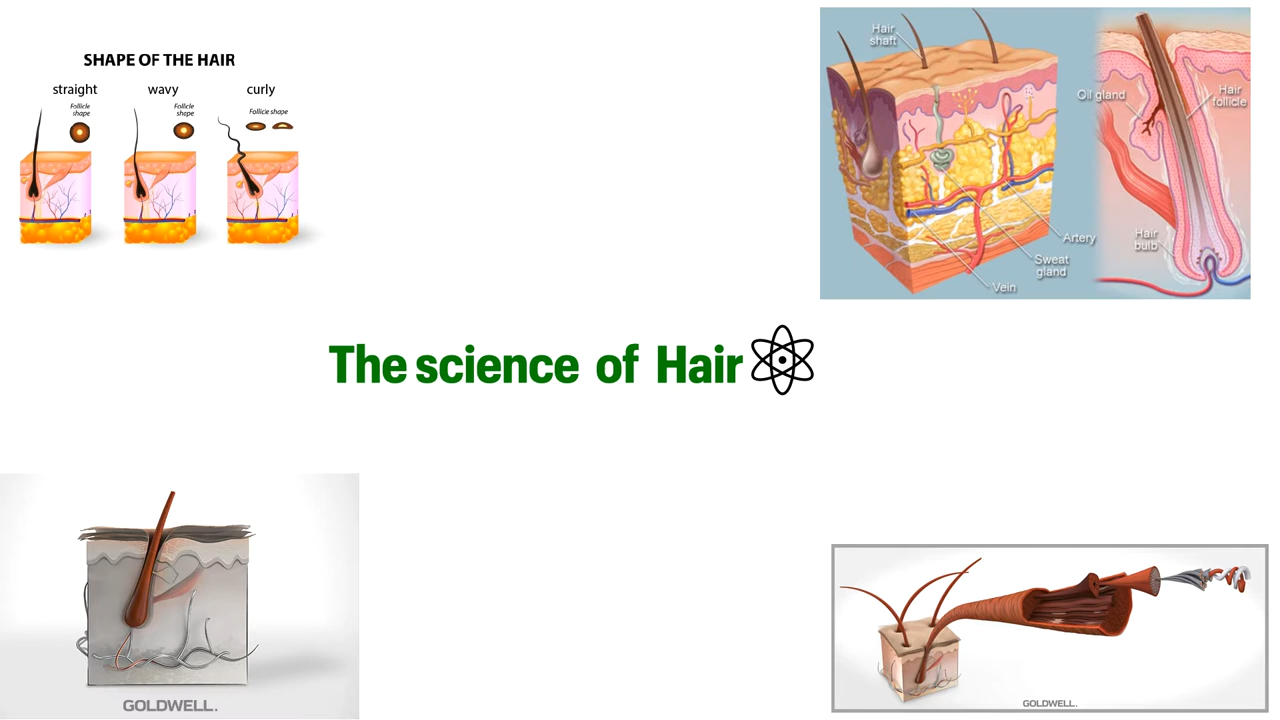 SHAPE OF THE HAIR
straight
wavy
curly
Follicle
shape
Follicle
shape
Follicle shape
Hair
shaft
Oil gland
Hair
follicle
Hair
bulb
Artery
Sweat
gland
Vein
The science of Hair
GOLDWELL.
GOLDWELL.